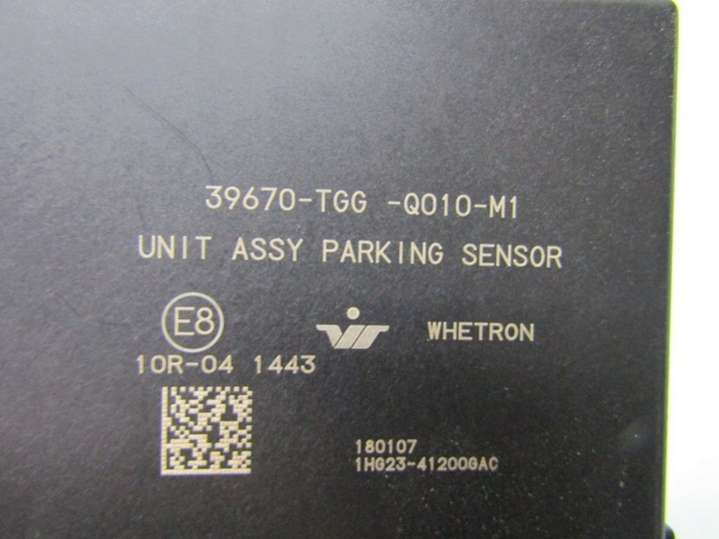 39670-TGG -Q010-M1
UNIT ASSY PARKING SENSOR
E8
WHETRON
10R-04 1443
180107
1HG23-41200GAC